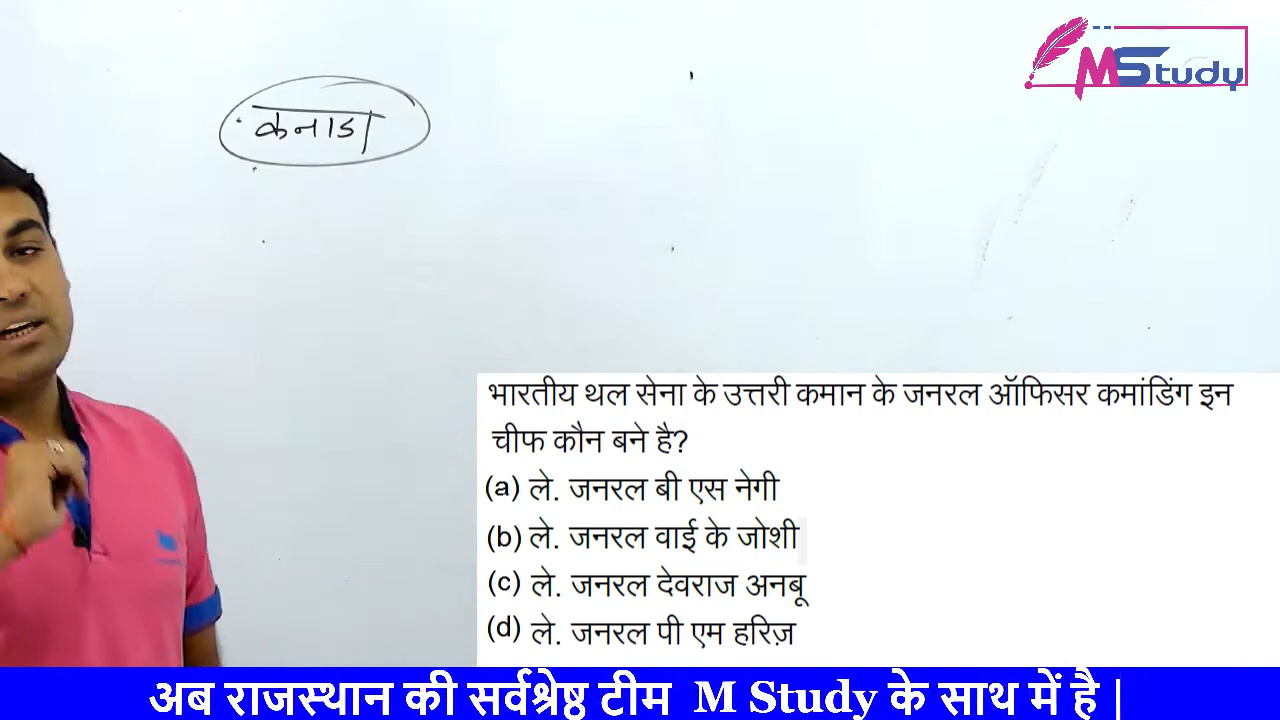 MStudy
कनाडा
भारतीय थल सेना के उत्तरी कमान के जनरल ऑफिसर कमांडिंग इन
चीफ कौन बने है?
(a) ले. जनरल बी एस नेगी
(b) ले. जनरल वाई के जोशी
(c) ले. जनरल देवराज अनबू
(d) ले. जनरल पी एम हरिज़
अब राजस्थान की सर्वश्रेष्ठ टीम M Study के साथ में है |